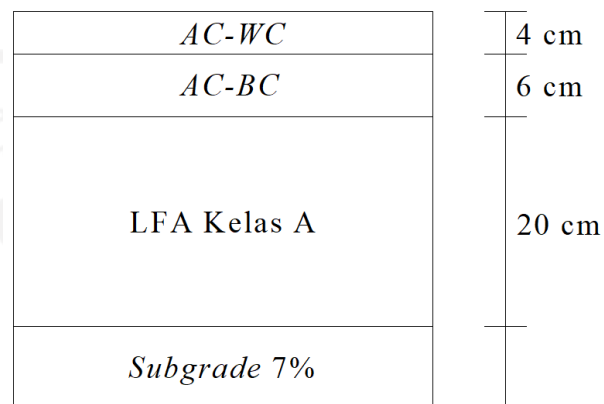 AC-WC
4 cm
AC-BC
6 cm
LFA Kelas A
20 cm
Subgrade 7%